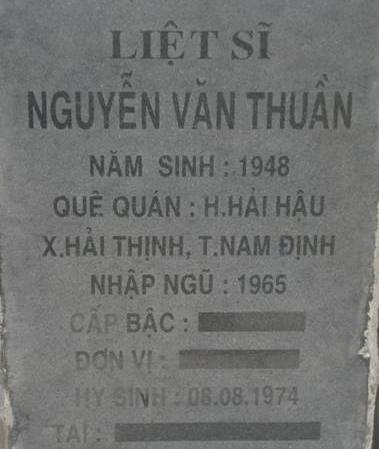 LIỆT SĨ
NGUYỄN VĂN THUẦN
NĂM SINH : 1948
QUÊ QUÁN : H.HẢI HẬU
X.HẢI THỊNH, T.NAM ĐỊNH
NHẬP NGŨ : 1965
CẤP BẬC :
ĐƠN VỊ :
HY SINH : 08.08.1974
TẠI :